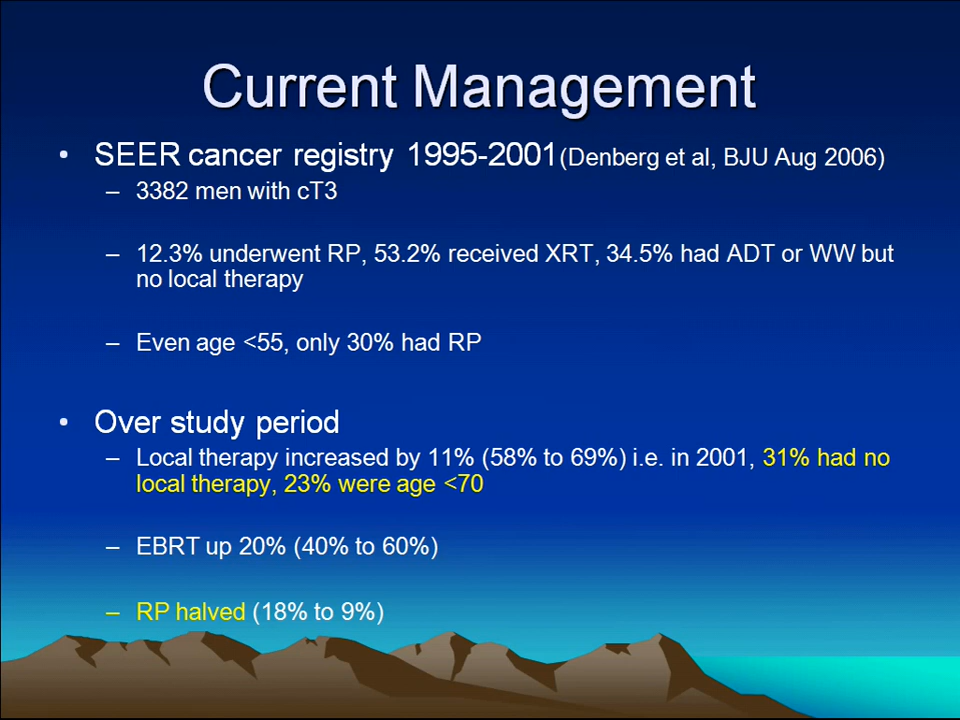 Current Management
• SEER cancer registry 1995-2001(Denberg et al, BJU Aug 2006)
– 3382 men with cT3
– 12.3% underwent RP, 53.2% received XRT, 34.5% had ADT or WW but
no local therapy
– Even age <55, only 30% had RP
• Over study period
– Local therapy increased by 11% (58% to 69%) i.e. in 2001, 31% had no
local therapy, 23% were age <70
– EBRT up 20% (40% to 60%)
– RP halved (18% to 9%)